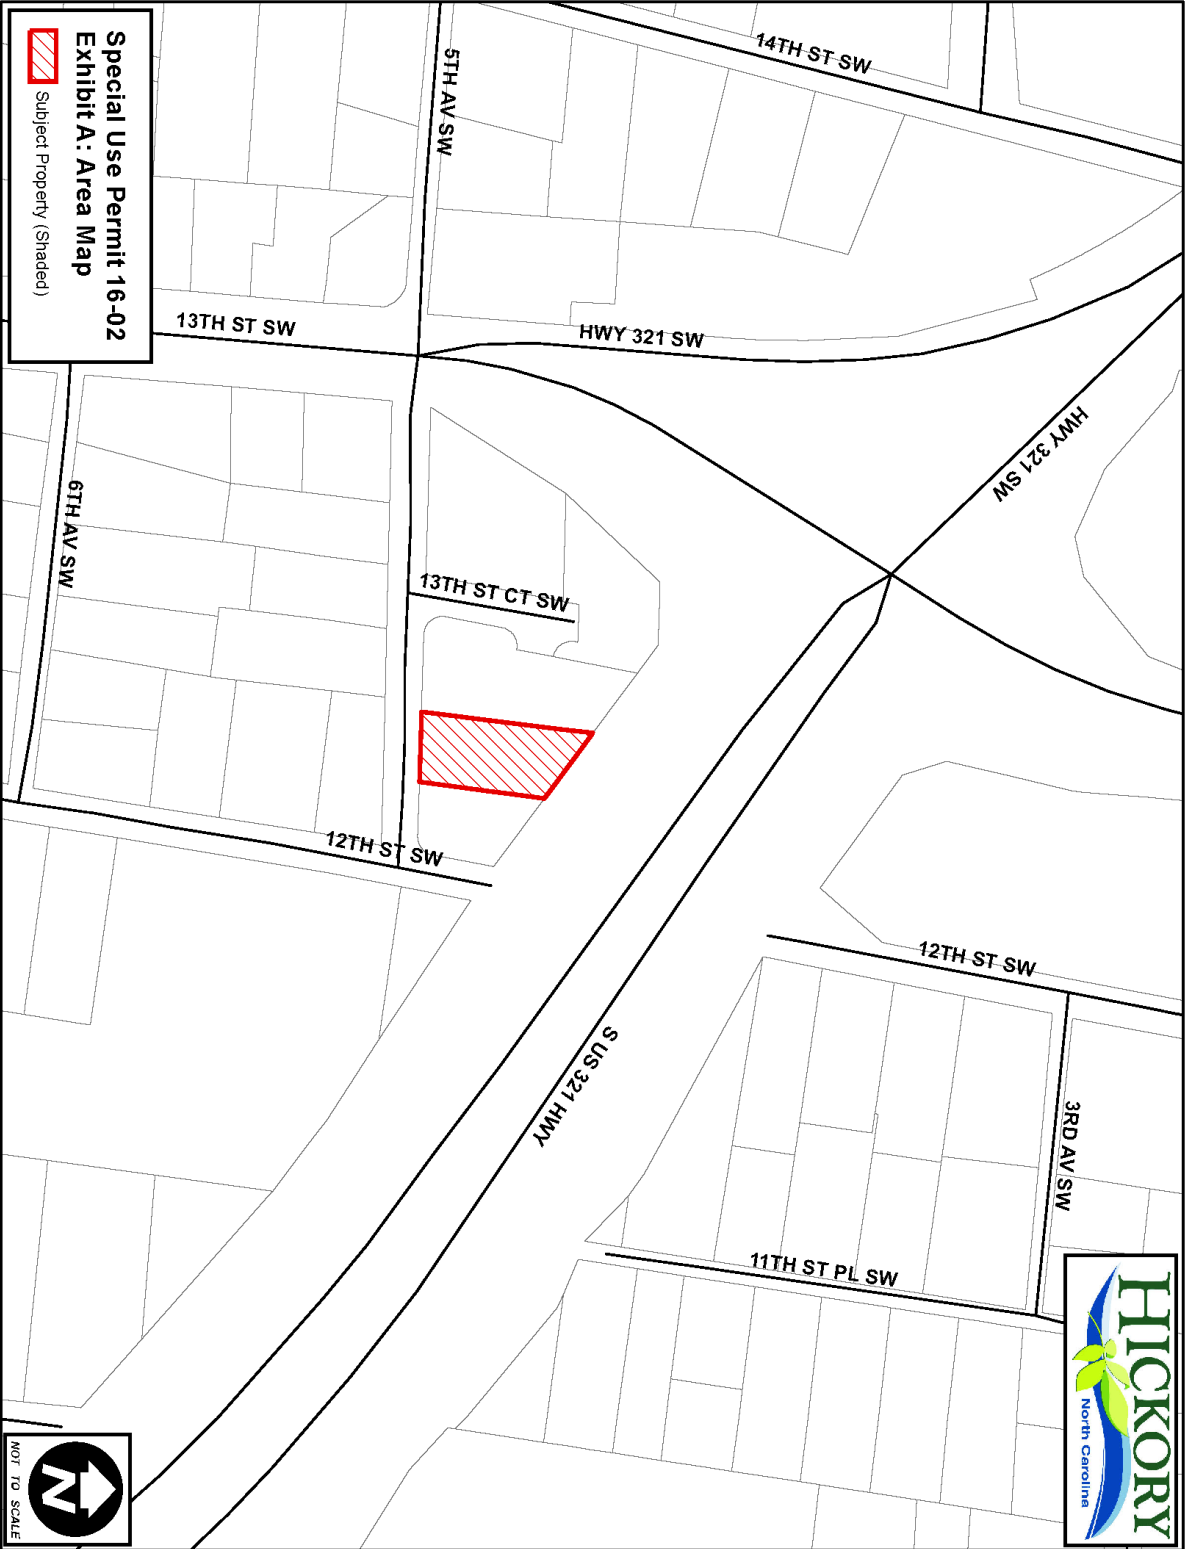 HICKORY
North Carolina
14TH ST SW
5TH AV SW
13TH ST SW
HWY 321 SW
HWY 321 SW
6TH AV SW
13TH ST CT SW
12TH ST SW
12TH ST SW
S US 321 HWY
3RD AV SW
11TH ST PL SW
Special Use Permit 16-02
Exhibit A: Area Map
Subject Property (Shaded)
N
NOT TO SCALE